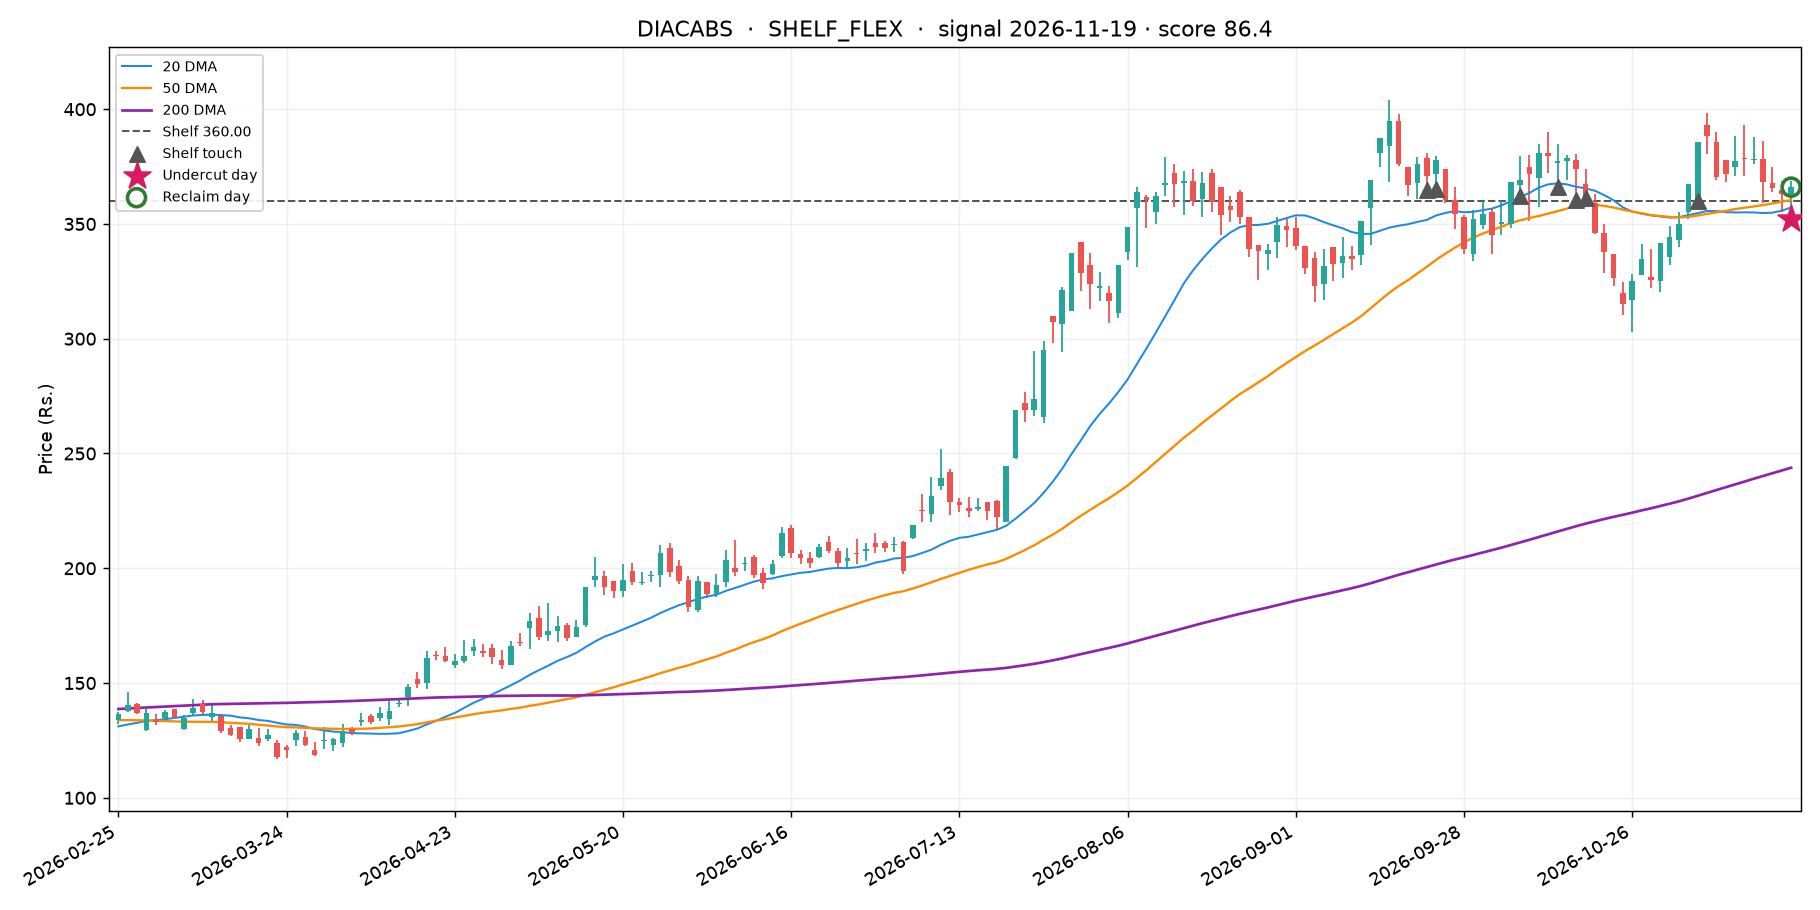 DIACABS · SHELF_FLEX · signal 2026-11-19 · score 86.4
20 DMA
50 DMA
200 DMA
Shelf 360.00
Shelf touch
Undercut day
Reclaim day
Price (Rs.)
400
350
300
250
200
150
100
2026-02-25
2026-03-24
2026-04-23
2026-05-20
2026-06-16
2026-07-13
2026-08-06
2026-09-01
2026-09-28
2026-10-26